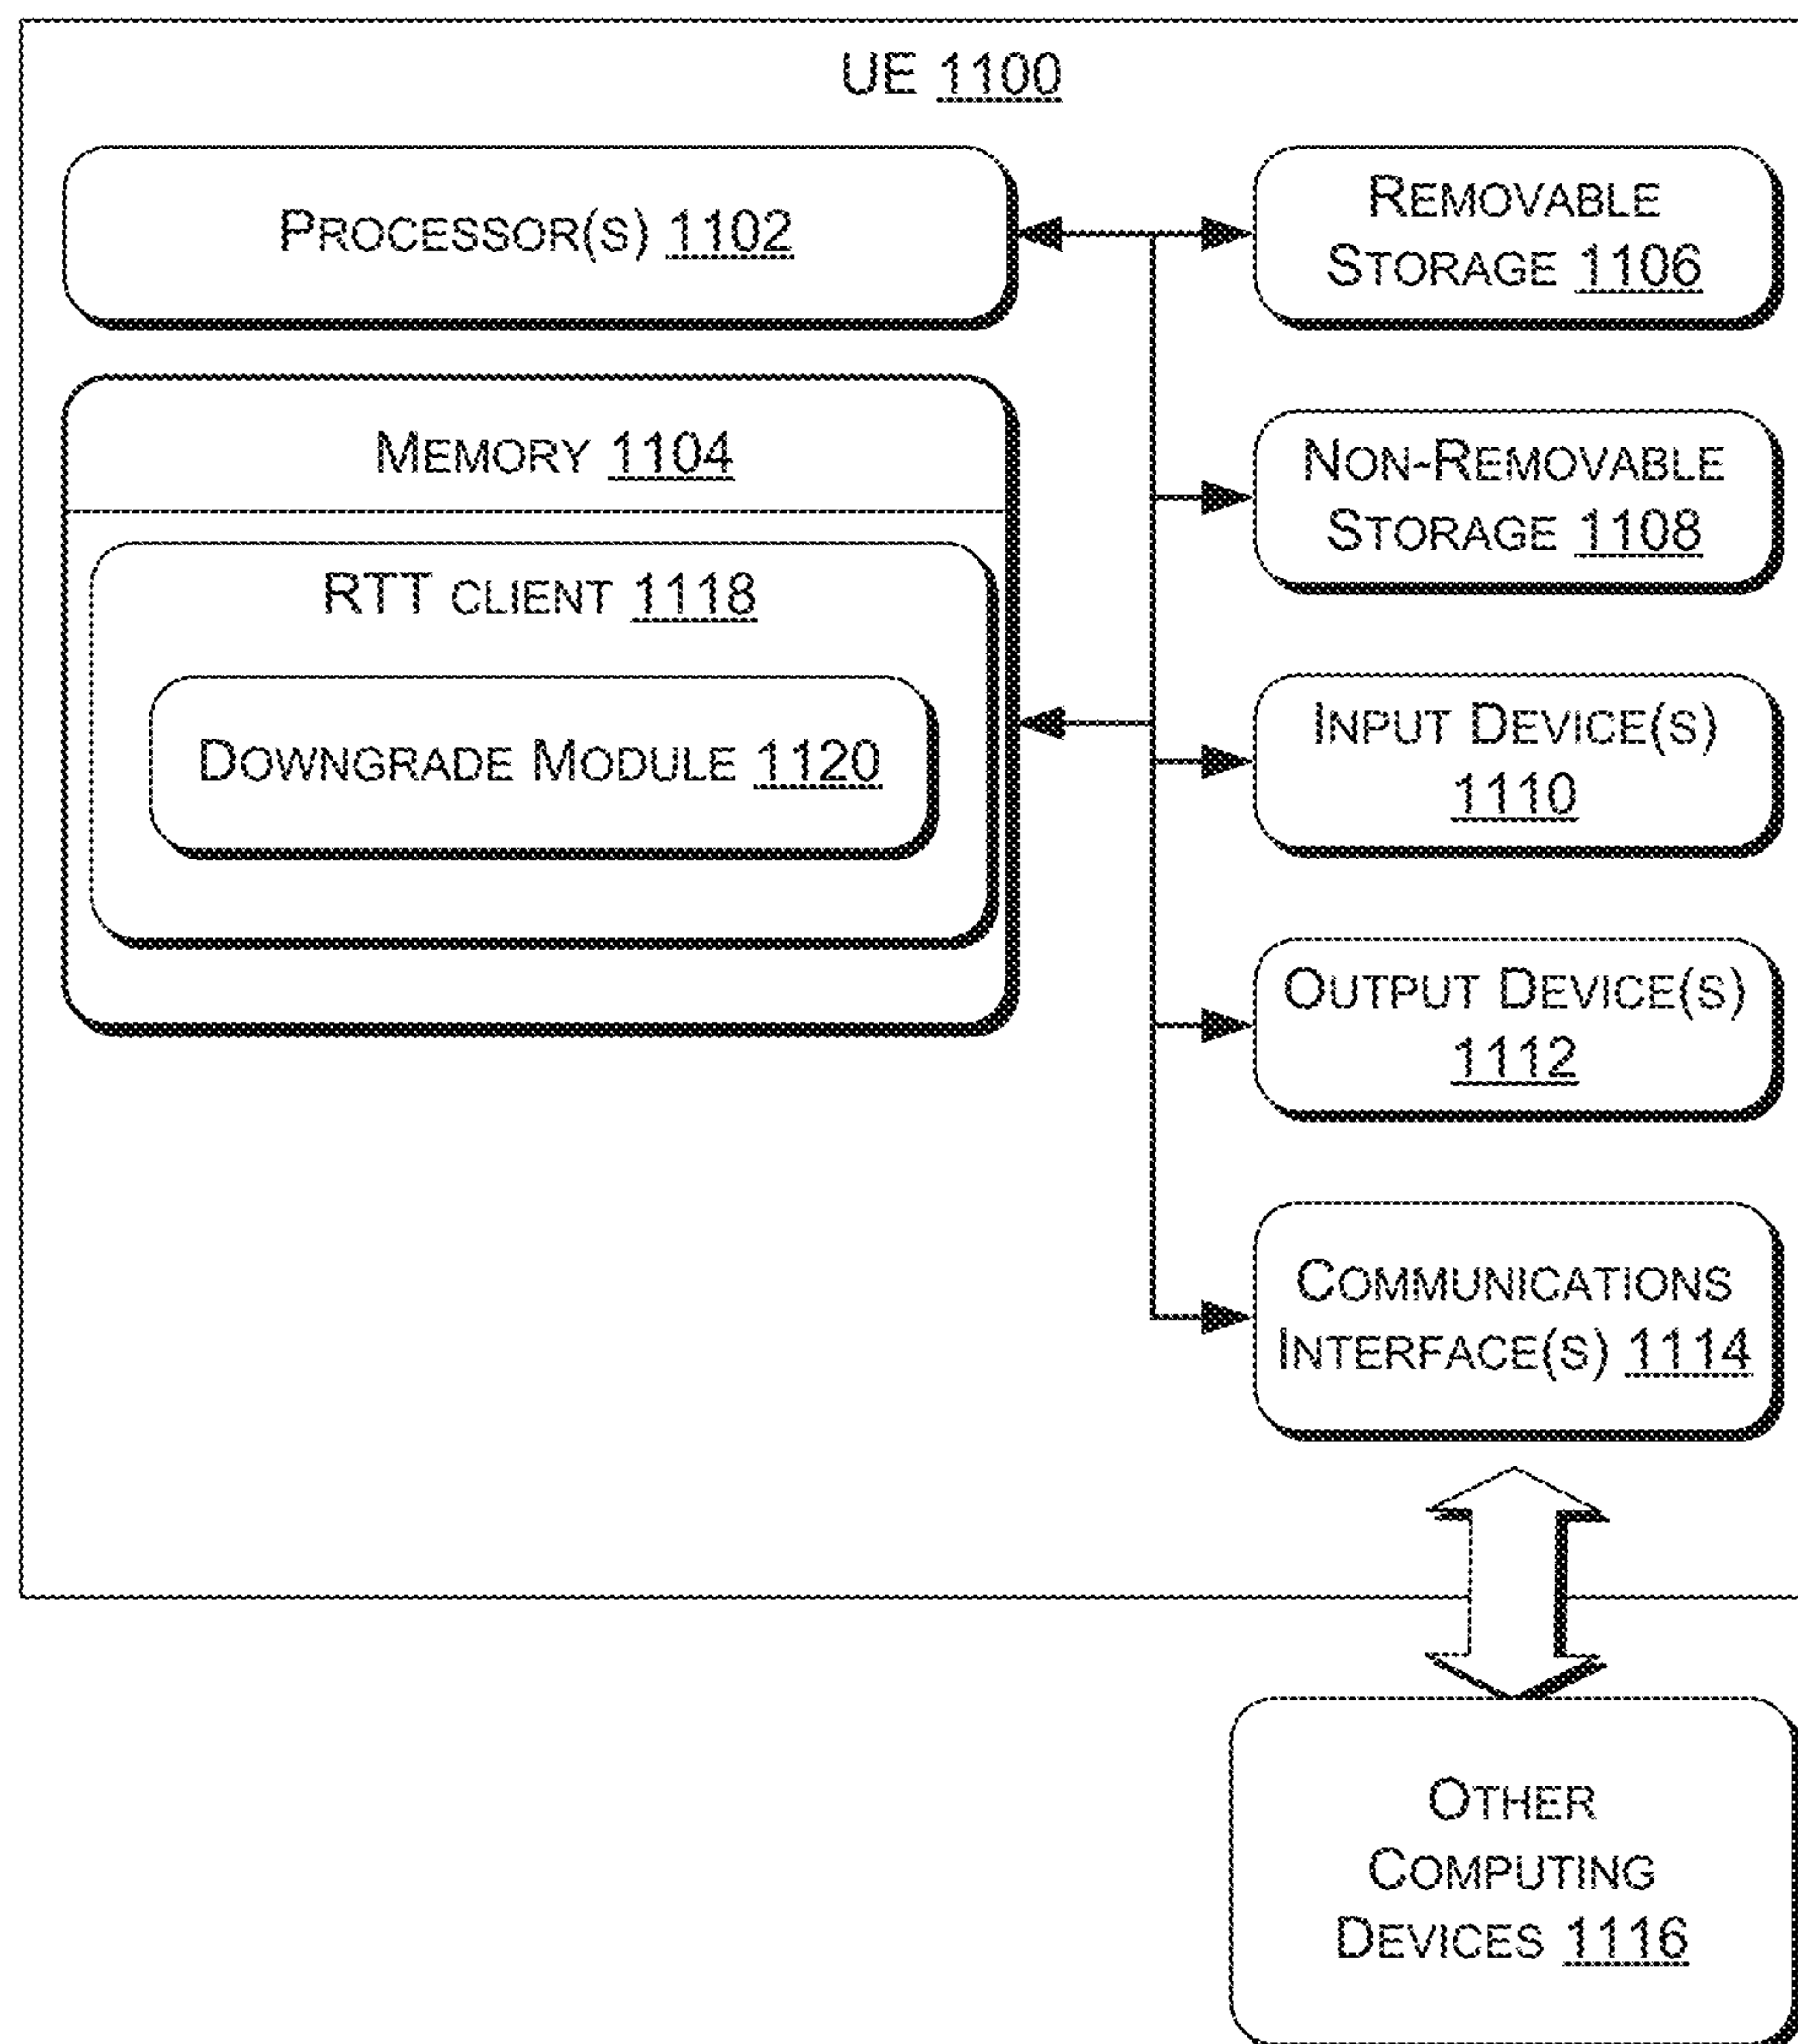 UE 1100
PROCESSOR(S) 1102
MEMORY 1104
RTT CLIENT 1118
DOWNGRADE MODULE 1120
REMOVABLE
STORAGE 1106
NON-REMOVABLE
STORAGE 1108
INPUT DEVICE(S)
1110
OUTPUT DEVICE(S)
1112
COMMUNICATIONS
INTERFACE(S) 1114
OTHER
COMPUTING
DEVICES 1116